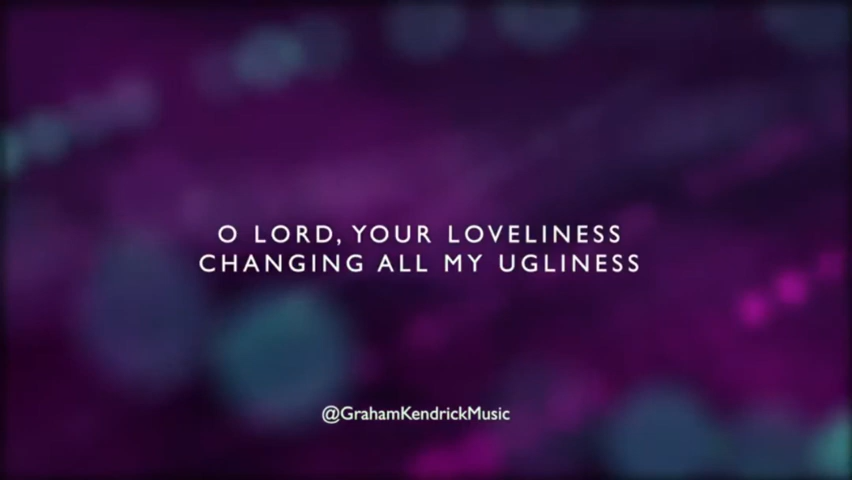 O LORD, YOUR LOVELINESS
CHANGING ALL MY UGLINESS
@GrahamKendrickMusic